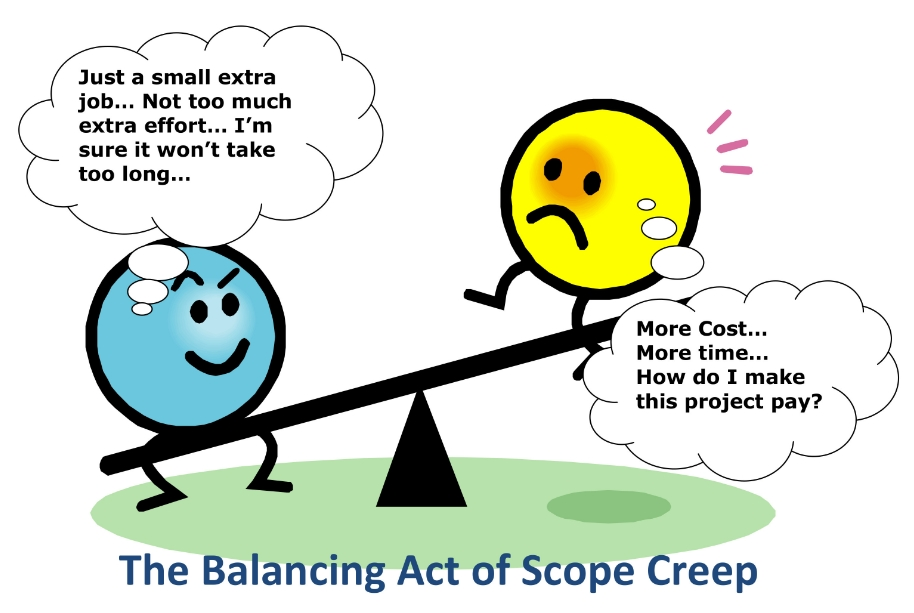 Just a small extra
job... Not too much
extra effort... I’m
sure it won’t take
too long...
More Cost...
More time...
How do I make
this project pay?
The Balancing Act of Scope Creep